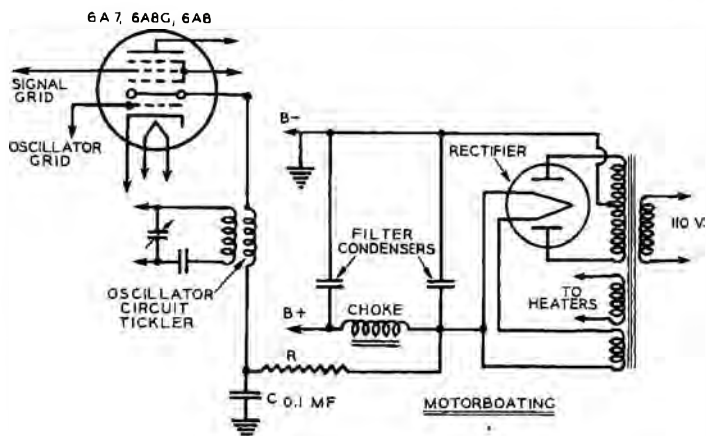 6A7, 6A8G, 6A8
SIGNAL
GRID
OSCILLATOR
GRID
B-
RECTIFIER
110 V.
FILTER
CONDENSERS
TO
HEATERS
OSCILLATOR
CIRCUIT
TICKLER
B+
CHOKE
R
C 0.1 MF
MOTORBOATING